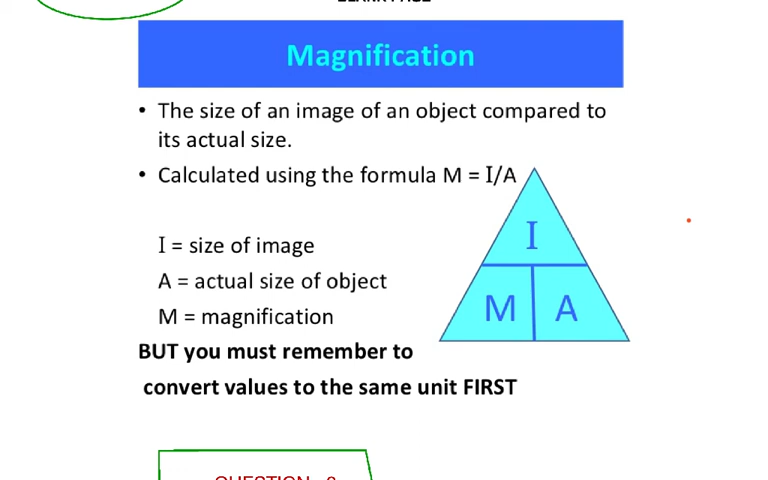 Magnification
• The size of an image of an object compared to
its actual size.
• Calculated using the formula M = I/A
I
I = size of image
A = actual size of object
M A
M = magnification
BUT you must remember to
convert values to the same unit FIRST